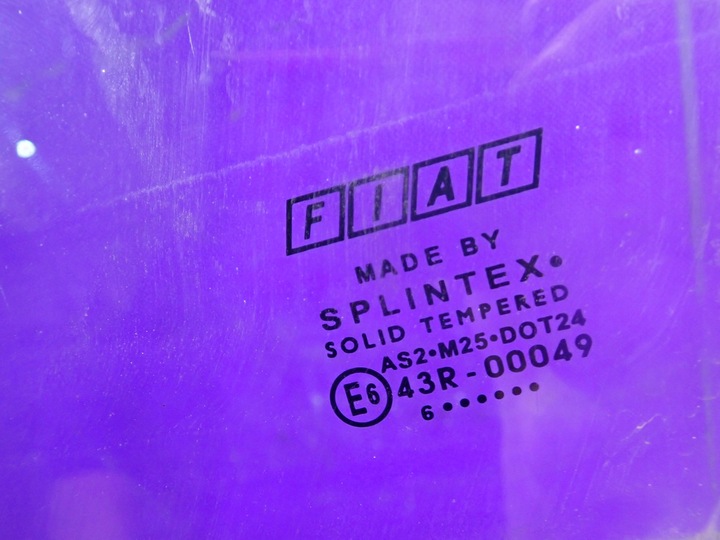 FIAT
MADE BY
SPLINTEX•
SOLID TEMPERED
AS2•M25•DOT24
E6 43R-00049
6••••••